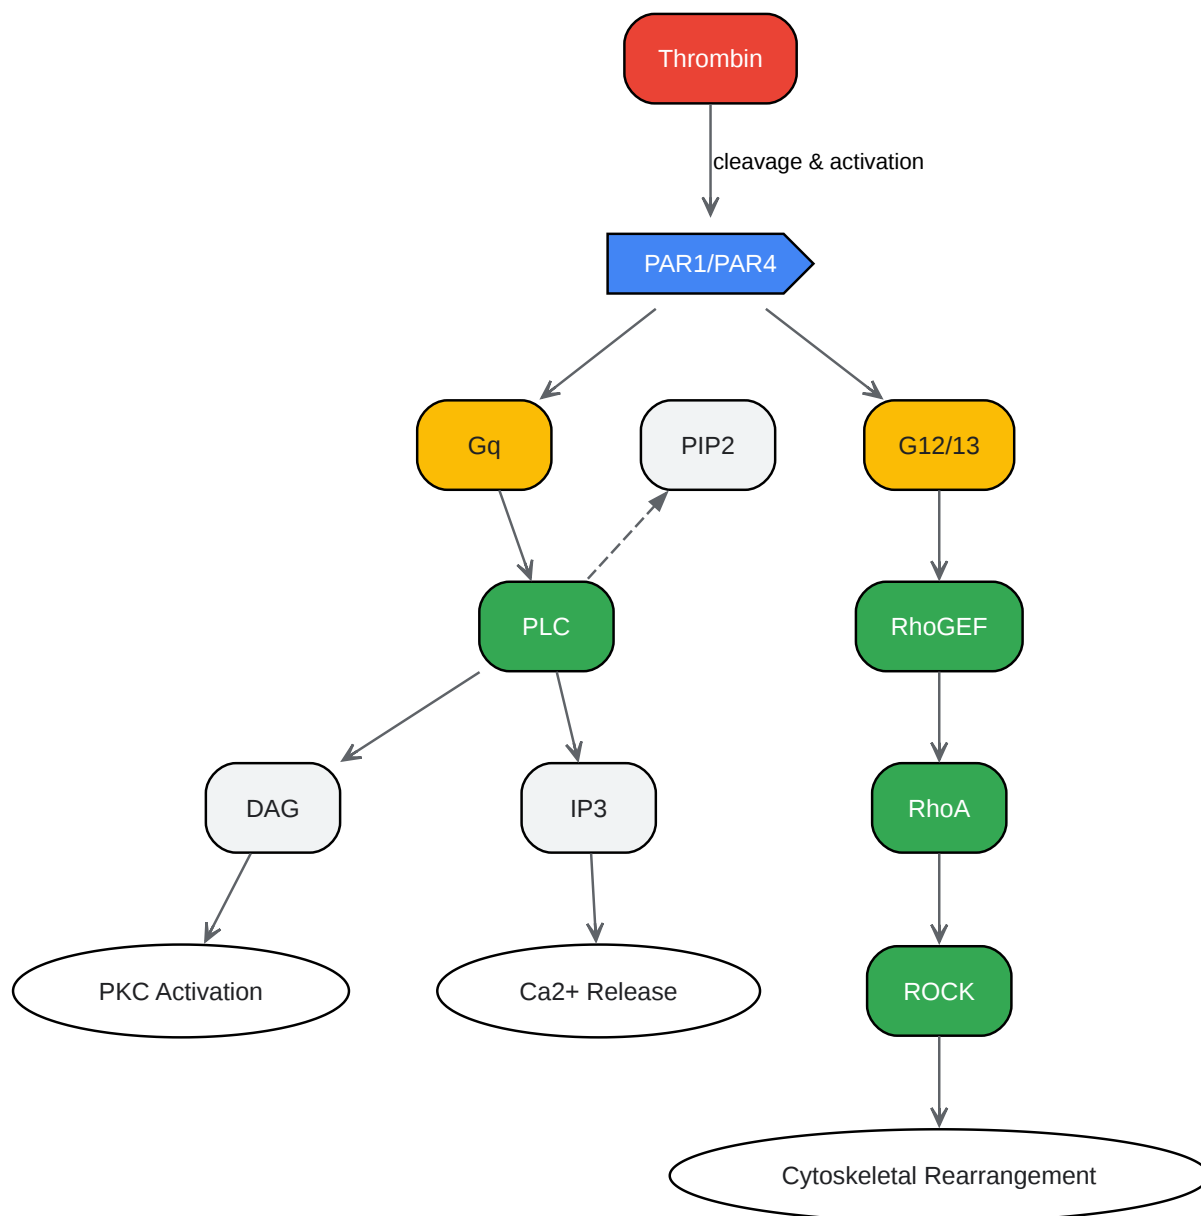 Thrombin
cleavage & activation
PAR1/PAR4
Gq
PIP2
G12/13
PLC
RhoGEF
DAG
IP3
RhoA
PKC Activation
Ca2+ Release
ROCK
Cytoskeletal Rearrangement